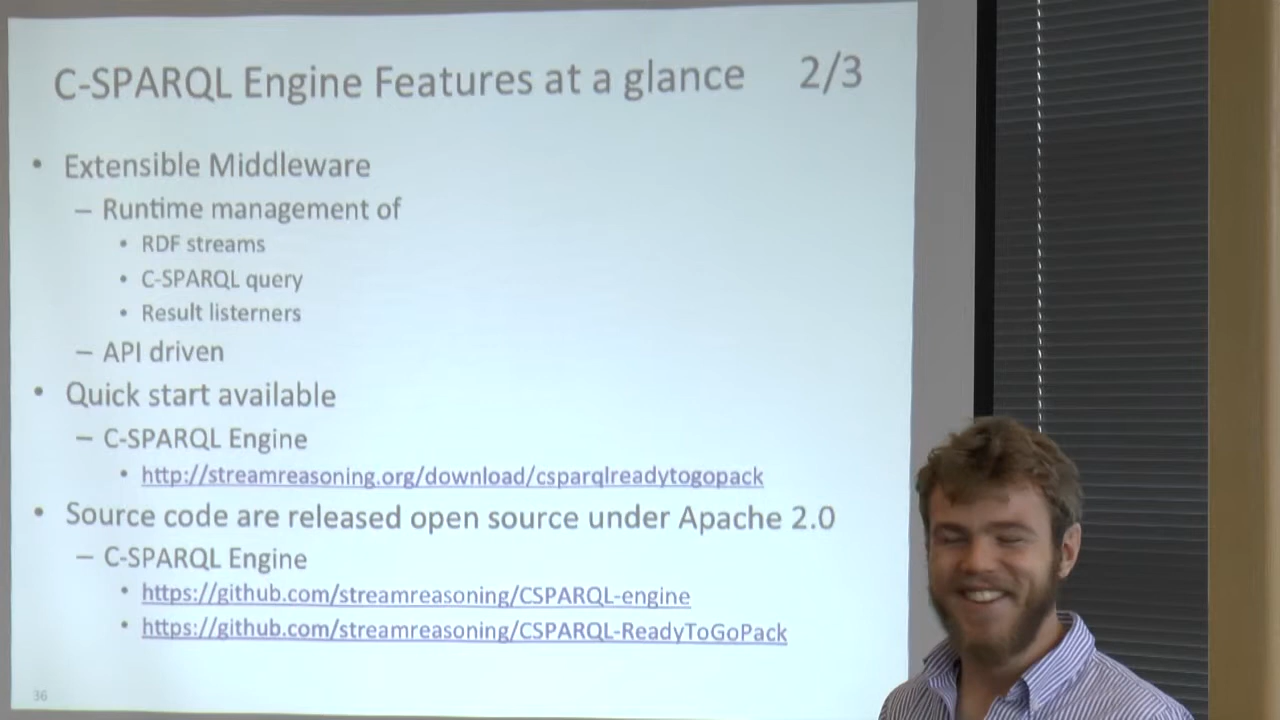 C-SPARQL Engine Features at a glance 2/3
• Extensible Middleware
– Runtime management of
• RDF streams
• C-SPARQL query
• Result listerners
– API driven
• Quick start available
– C-SPARQL Engine
• http://streamreasoning.org/download/csparqlreadytogopack
• Source code are released open source under Apache 2.0
– C-SPARQL Engine
• https://github.com/streamreasoning/CSPARQL-engine
• https://github.com/streamreasoning/CSPARQL-ReadyToGoPack
36